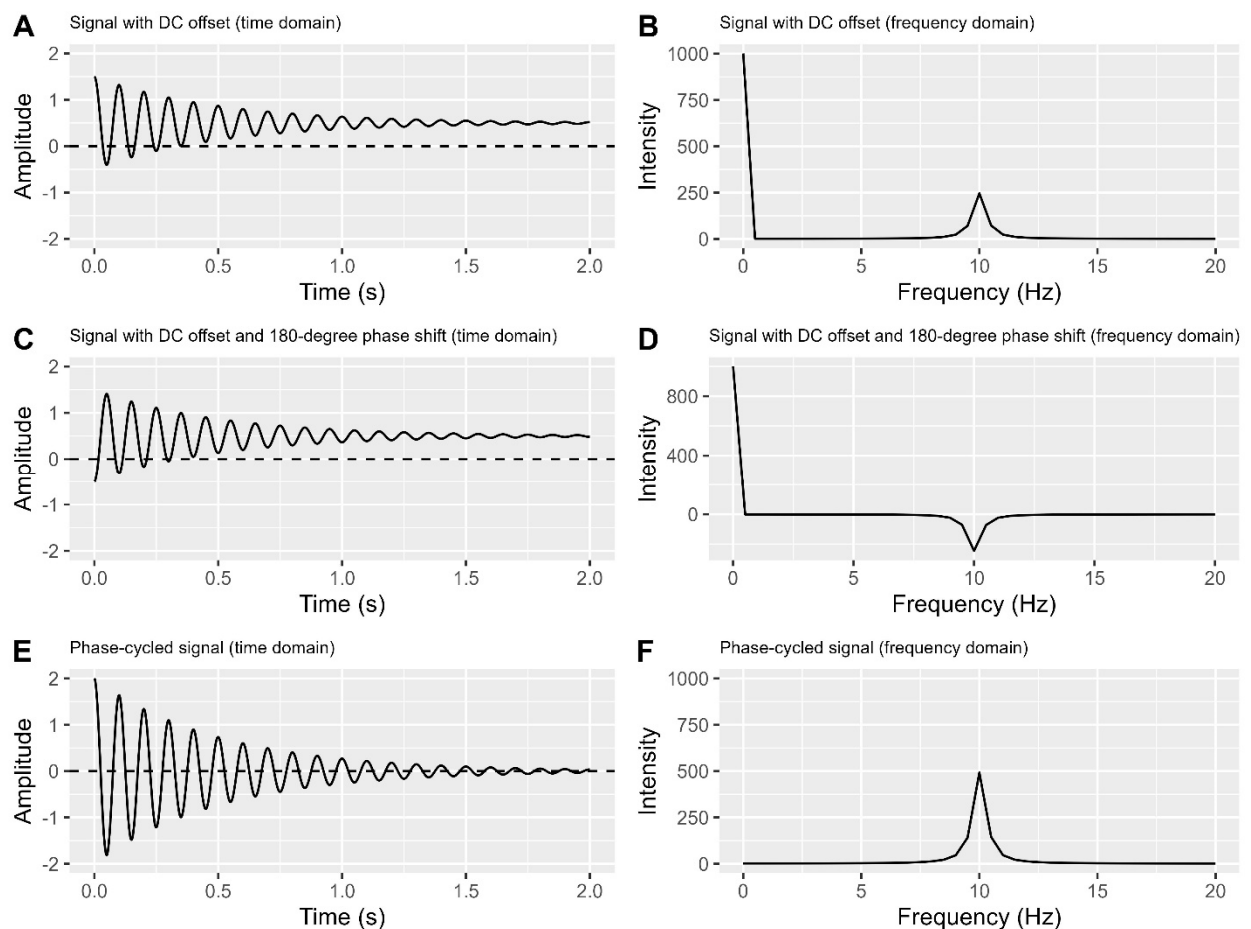 A Signal with DC offset (time domain)
2
1
0
-1
-2
Amplitude
0.0 0.5 1.0 1.5 2.0
Time (s)
B Signal with DC offset (frequency domain)
1000
750
500
250
0
Intensity
0 5 10 15 20
Frequency (Hz)
C Signal with DC offset and 180-degree phase shift (time domain)
2
1
0
-1
-2
Amplitude
0.0 0.5 1.0 1.5 2.0
Time (s)
D Signal with DC offset and 180-degree phase shift (frequency domain)
800
400
0
Intensity
0 5 10 15 20
Frequency (Hz)
E Phase-cycled signal (time domain)
2
1
0
-1
-2
Amplitude
0.0 0.5 1.0 1.5 2.0
Time (s)
F Phase-cycled signal (frequency domain)
1000
750
500
250
0
Intensity
0 5 10 15 20
Frequency (Hz)